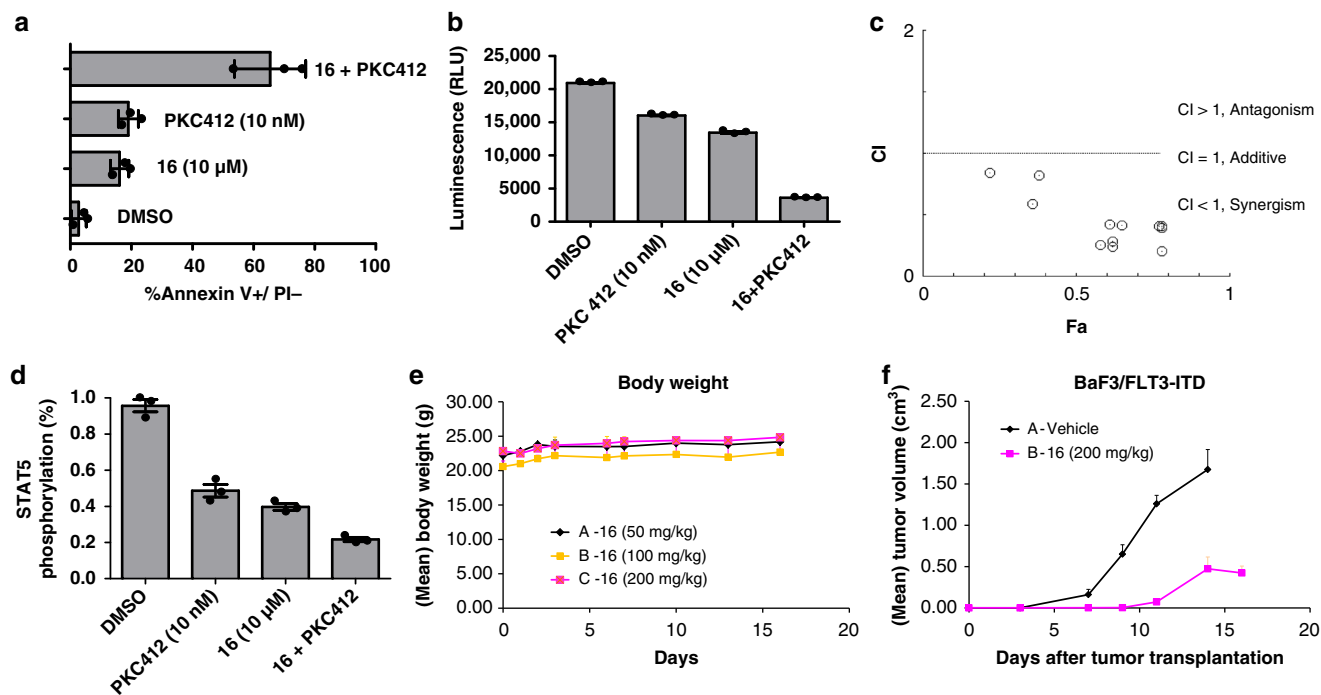 a
16 + PKC412
PKC412 (10 nM)
16 (10 µM)
DMSO
0 20 40 60 80 100
%Annexin V+/ PI–
b
Luminescence (RLU)
25,000
20,000
15,000
10,000
5000
0
DMSO
PKC 412 (10 nM)
16 (10 µM)
16+PKC412
c
CI
2
0
CI > 1, Antagonism
CI = 1, Additive
CI < 1, Synergism
0 0.5 1
Fa
d
STAT5
phosphorylation (%)
1.0
0.8
0.6
0.4
0.2
0.0
DMSO
PKC412 (10 nM)
16 (10 µM)
16 + PKC412
e
Body weight
(Mean) body weight (g)
30.00
25.00
20.00
15.00
10.00
5.00
0.00
A -16 (50 mg/kg)
B -16 (100 mg/kg)
C -16 (200 mg/kg)
0 5 10 15 20
Days
f
BaF3/FLT3-ITD
(Mean) tumor volume (cm³)
2.50
2.00
1.50
1.00
0.50
0.00
A-Vehicle
B-16 (200 mg/kg)
0 5 10 15 20
Days after tumor transplantation